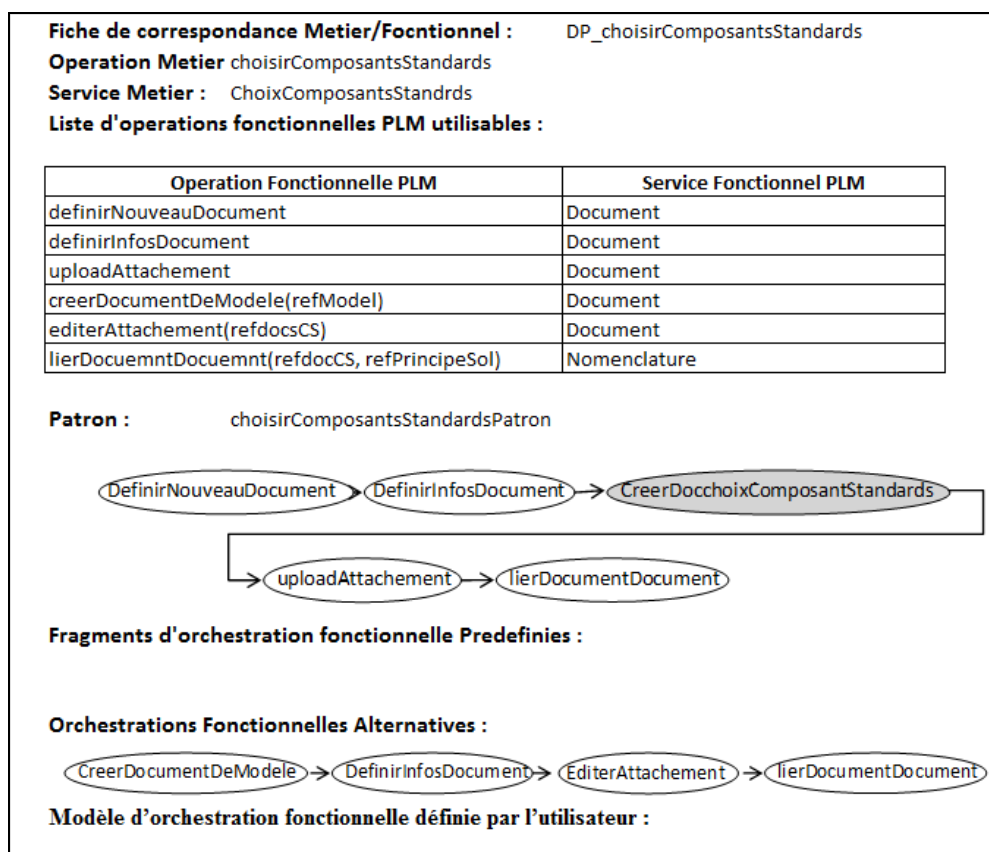 Fiche de correspondance Metier/Focntionnel : DP_choisirComposantsStandards
Operation Metier choisirComposantsStandards
Service Metier : ChoixComposantsStandrds
Liste d'operations fonctionnelles PLM utilisables :
Operation Fonctionnelle PLM Service Fonctionnel PLM
definirNouveauDocument Document
definirInfosDocument Document
uploadAttachement Document
creerDocumentDeModele(refModel) Document
editerAttachement(refdocsCS) Document
lierDocuemntDocuemnt(refdocCS, refPrincipeSol) Nomenclature
Patron : choisirComposantsStandardsPatron
DefinirNouveauDocument DefinirInfosDocument CreerDocchoixComposantStandards
uploadAttachement lierDocumentDocument
Fragments d'orchestration fonctionnelle Predefinies :
Orchestrations Fonctionnelles Alternatives :
CreerDocumentDeModele DefinirInfosDocument EditerAttachement lierDocumentDocument
Modèle d’orchestration fonctionnelle définie par l’utilisateur :